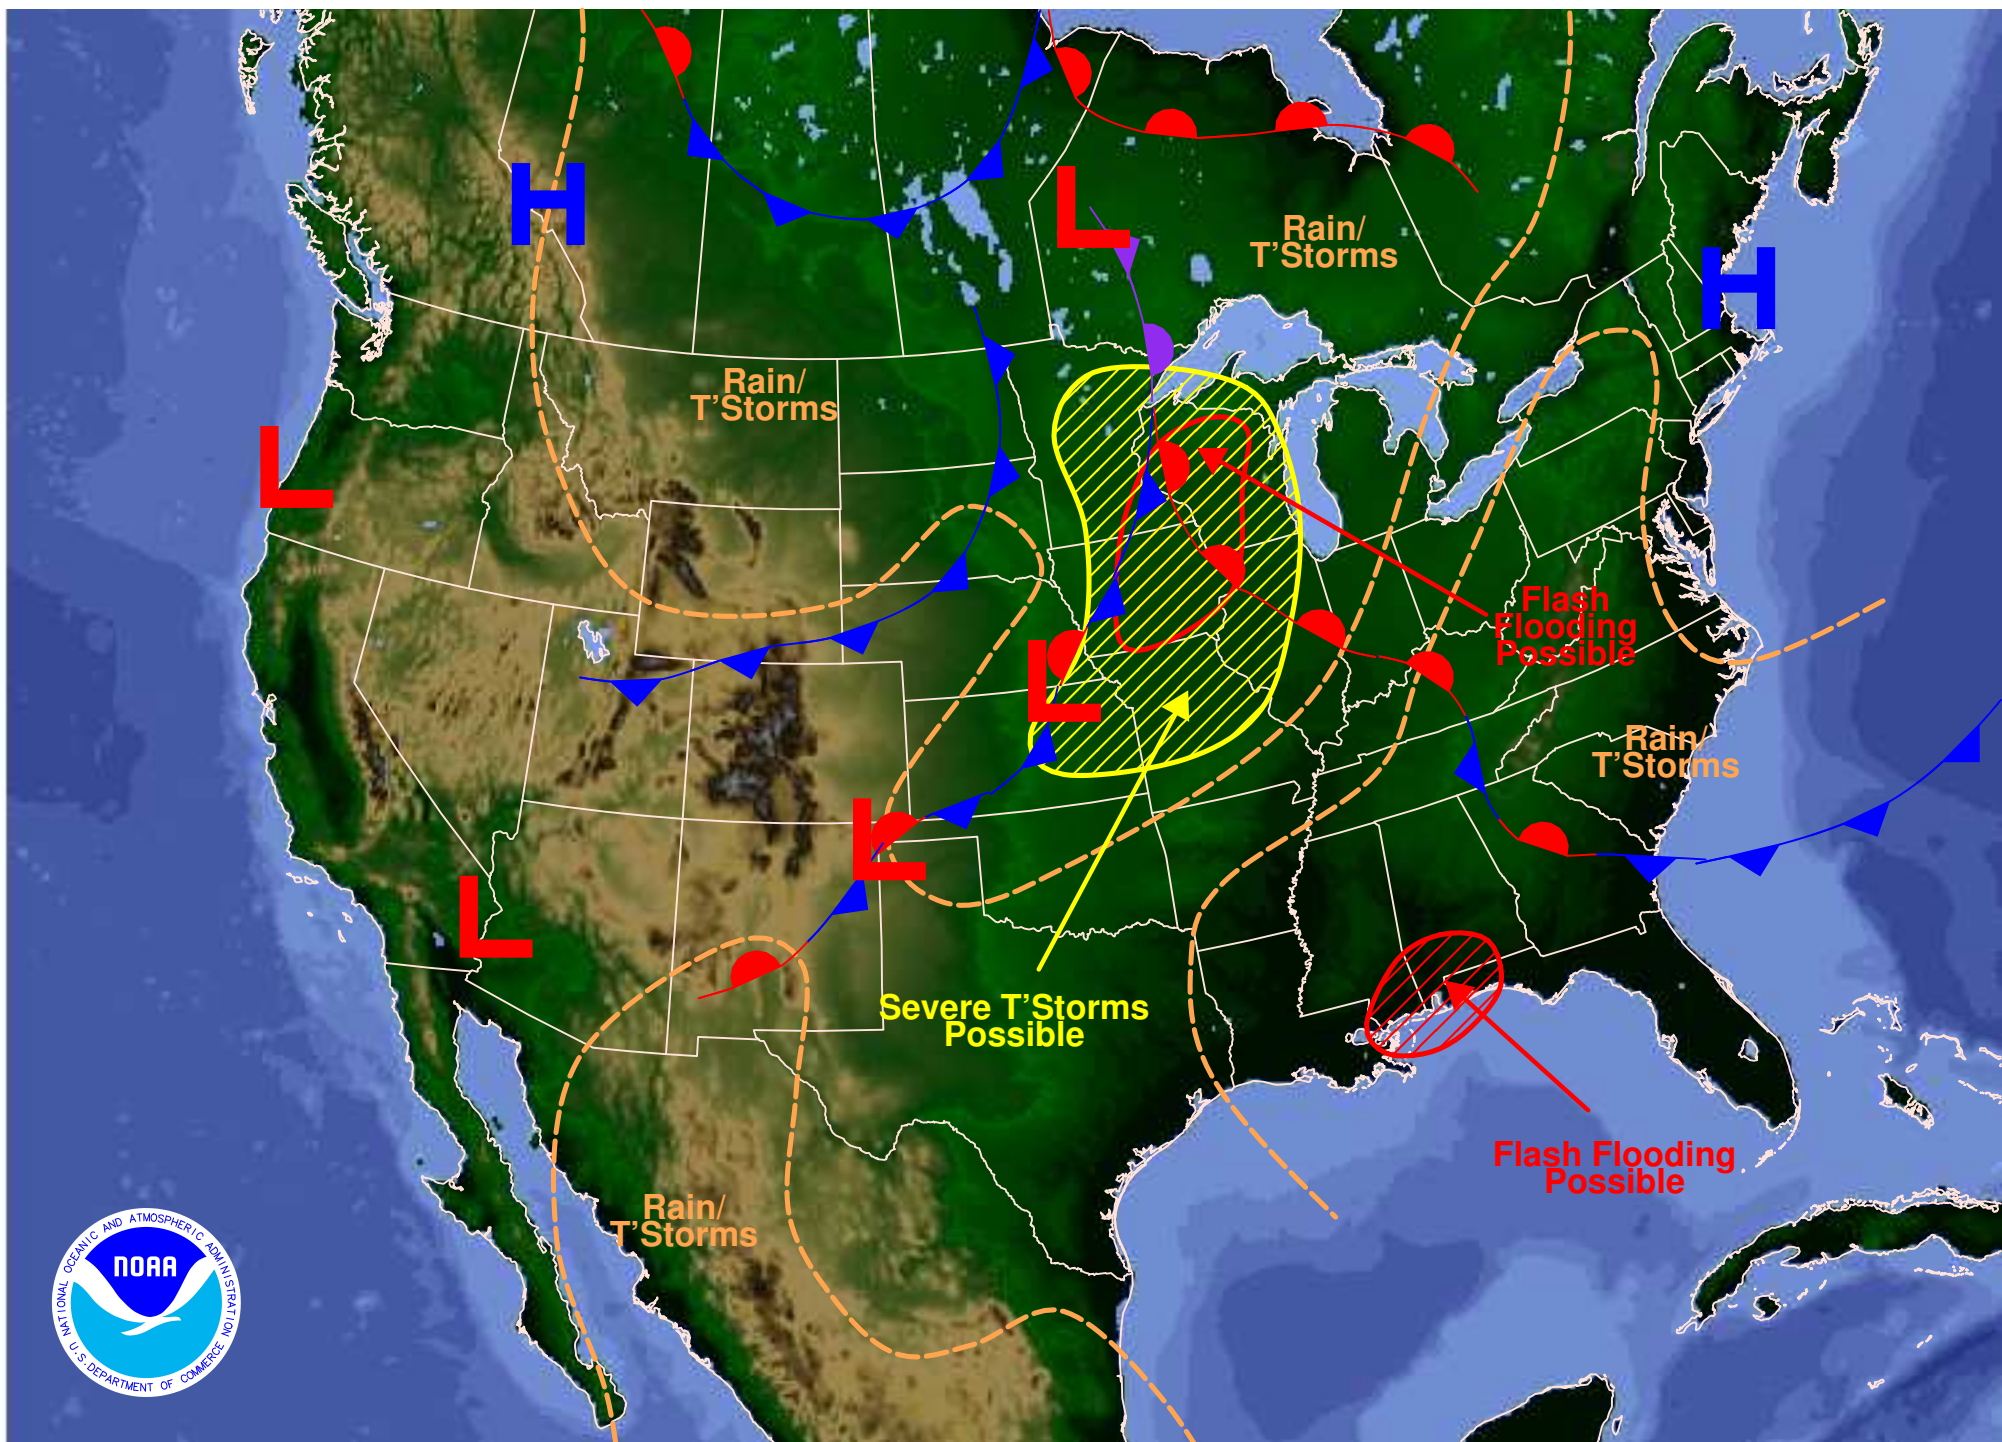 H
L
Rain/
T'Storms
H
Rain/
T'Storms
L
Flash
Flooding
Possible
L
Rain/
T'Storms
L
L
Severe T'Storms
Possible
Flash Flooding
Possible
Rain/
T'Storms
NATIONAL OCEANIC AND ATMOSPHERIC ADMINISTRATION
NOAA
U.S. DEPARTMENT OF COMMERCE